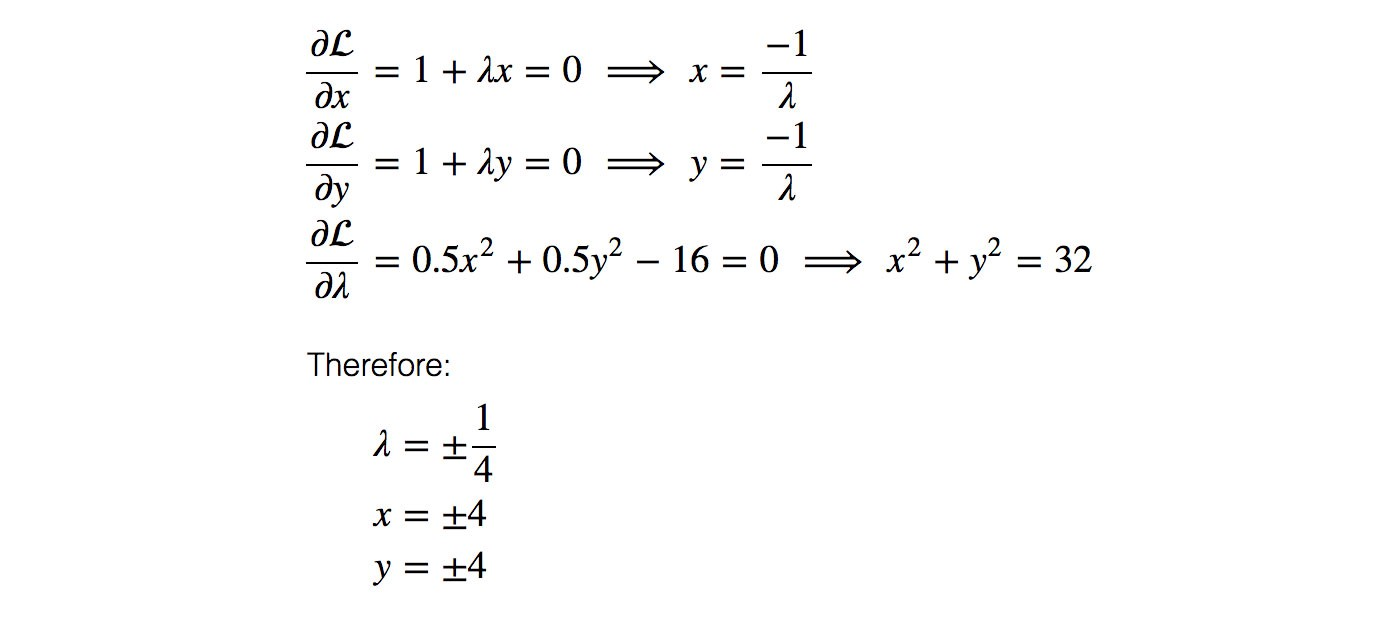 ∂ℒ/∂x = 1 + λx = 0 ⟹ x = −1/λ
∂ℒ/∂y = 1 + λy = 0 ⟹ y = −1/λ
∂ℒ/∂λ = 0.5x² + 0.5y² − 16 = 0 ⟹ x² + y² = 32
Therefore:
λ = ±1/4
x = ±4
y = ±4